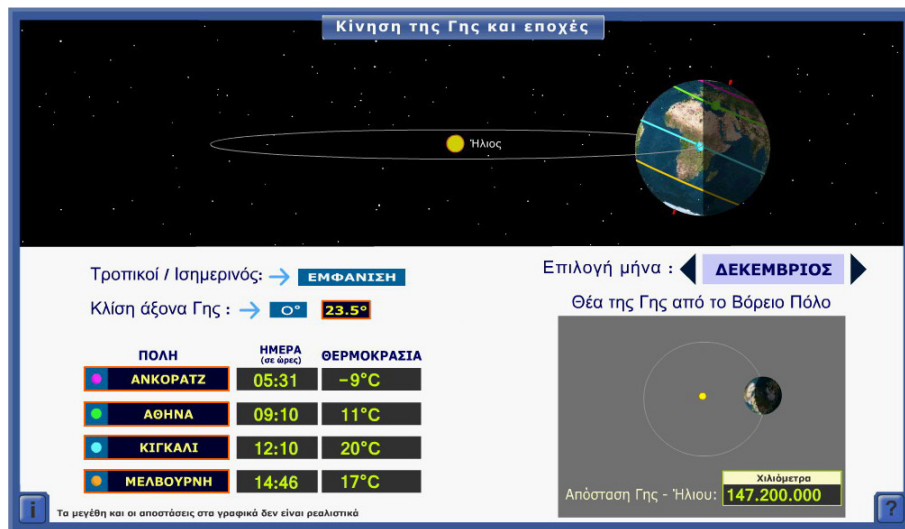 Κίνηση της Γης και εποχές
Ήλιος
Τροπικοί / Ισημερινός: → ΕΜΦΑΝΙΣΗ
Κλίση άξονα Γης : → 0° 23.5°
Επιλογή μήνα : ΔΕΚΕΜΒΡΙΟΣ
Θέα της Γης από το Βόρειο Πόλο
ΠΟΛΗ ΗΜΕΡΑ (σε ώρες) ΘΕΡΜΟΚΡΑΣΙΑ
ΑΝΚΟΡΑΤΖ 05:31 -9°C
ΑΘΗΝΑ 09:10 11°C
ΚΙΓΚΑΛΙ 12:10 20°C
ΜΕΛΒΟΥΡΝΗ 14:46 17°C
Χιλιόμετρα
Απόσταση Γης - Ήλιου: 147.200.000
i Τα μεγέθη και οι αποστάσεις στα γραφικά δεν είναι ρεαλιστικά ?